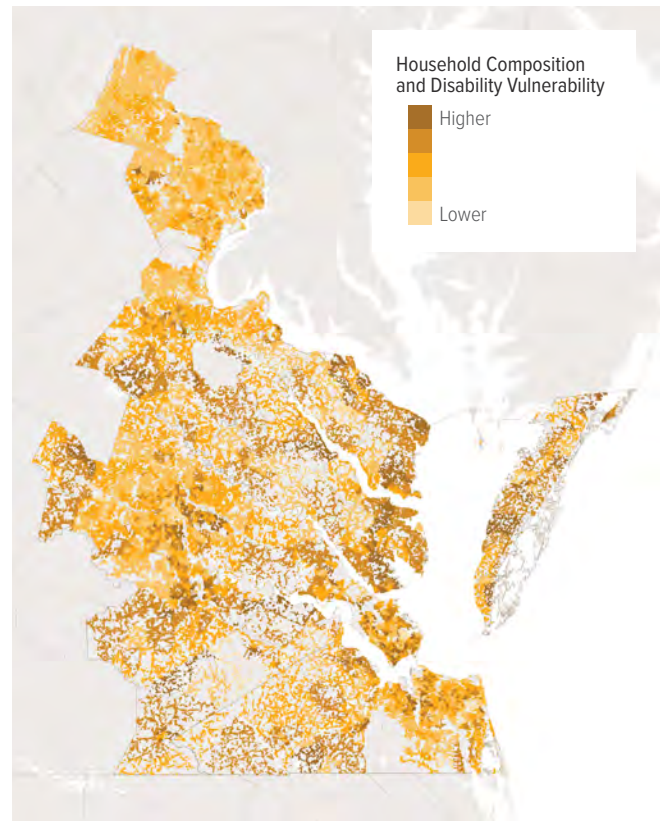 Household Composition
and Disability Vulnerability
Higher
Lower